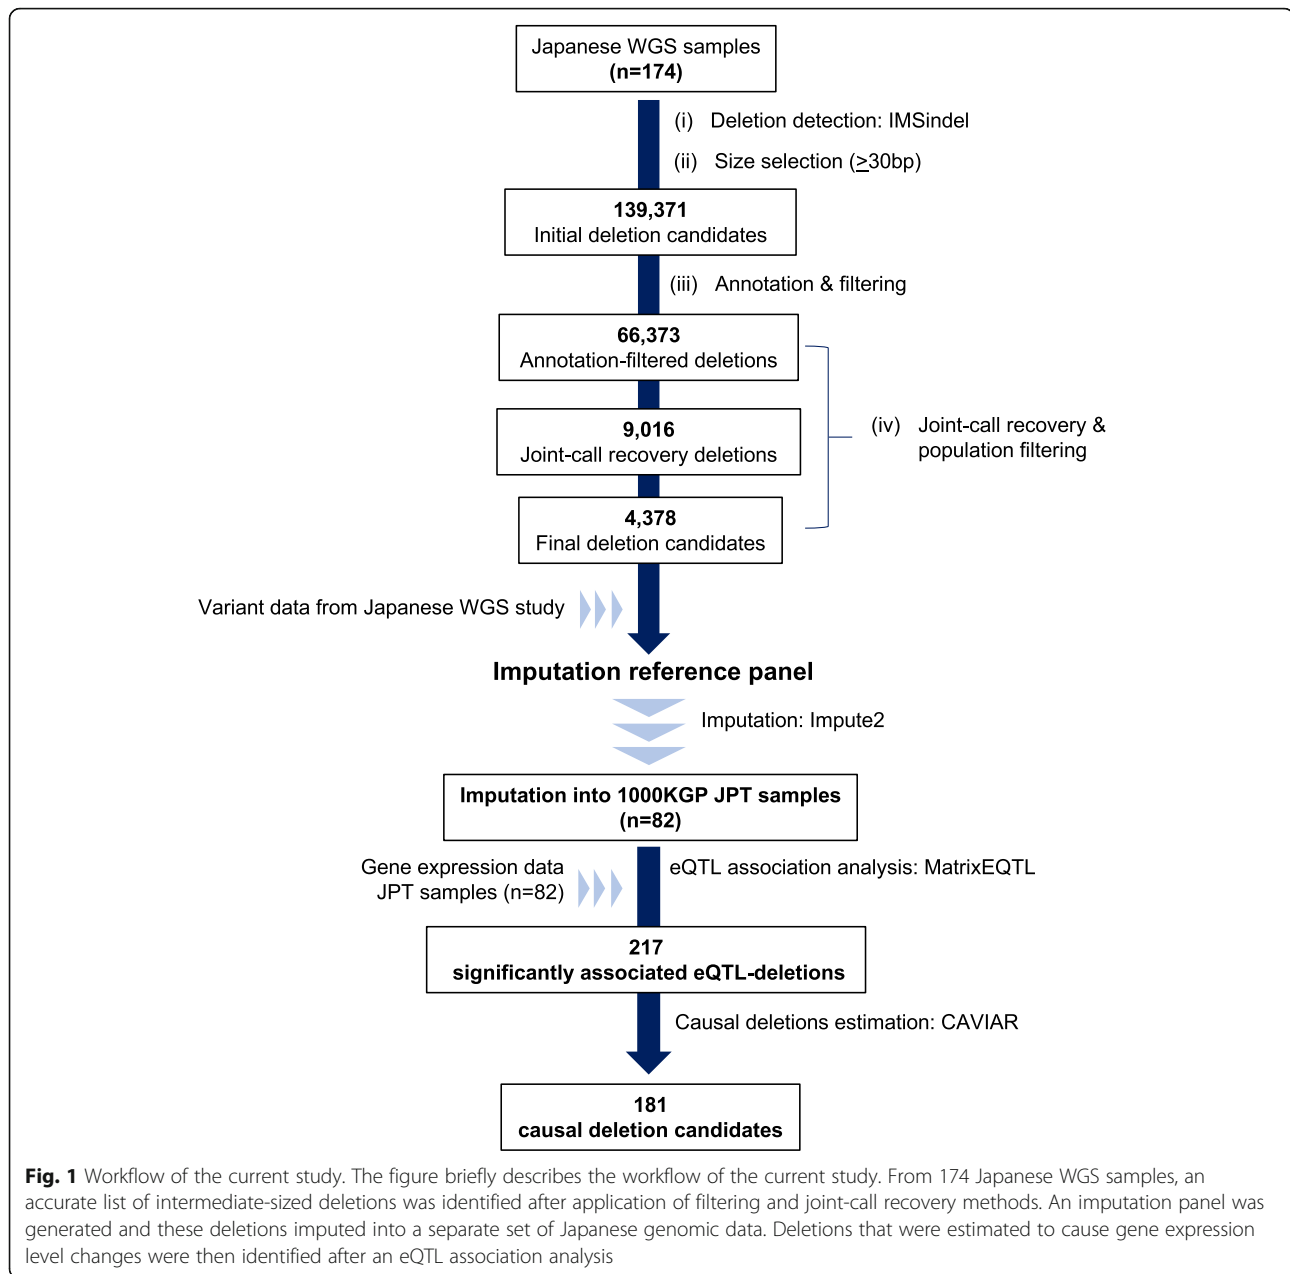 Japanese WGS samples
(n=174)
(i) Deletion detection: IMSindel
(ii) Size selection (≥30bp)
139,371
Initial deletion candidates
(iii) Annotation & filtering
66,373
Annotation-filtered deletions
9,016
Joint-call recovery deletions
(iv) Joint-call recovery &
population filtering
4,378
Final deletion candidates
Variant data from Japanese WGS study
Imputation reference panel
Imputation: Impute2
Imputation into 1000KGP JPT samples
(n=82)
Gene expression data
JPT samples (n=82)
eQTL association analysis: MatrixEQTL
217
significantly associated eQTL-deletions
Causal deletions estimation: CAVIAR
181
causal deletion candidates
Fig. 1 Workflow of the current study. The figure briefly describes the workflow of the current study. From 174 Japanese WGS samples, an
accurate list of intermediate-sized deletions was identified after application of filtering and joint-call recovery methods. An imputation panel was
generated and these deletions imputed into a separate set of Japanese genomic data. Deletions that were estimated to cause gene expression
level changes were then identified after an eQTL association analysis